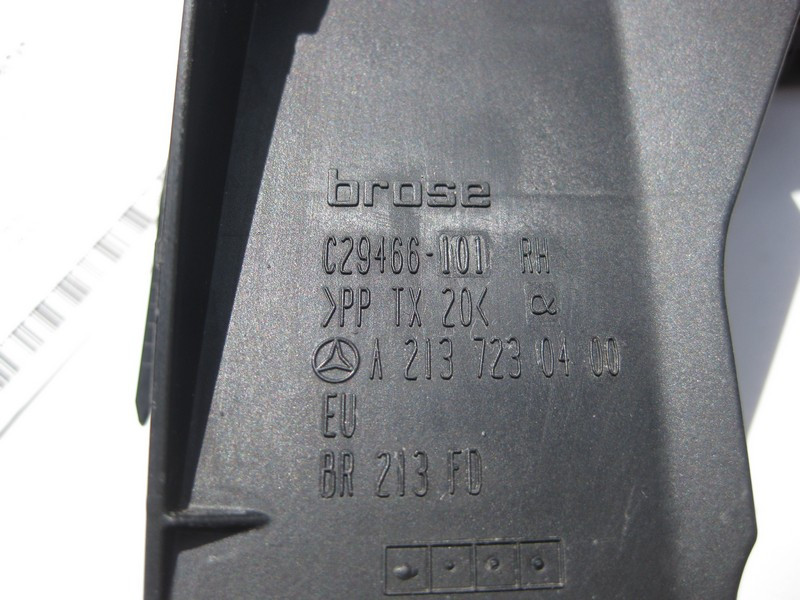 brose
C29466-101 RH
>PP TX 20< α
A 213 723 04 00
EU
BR 213 FD